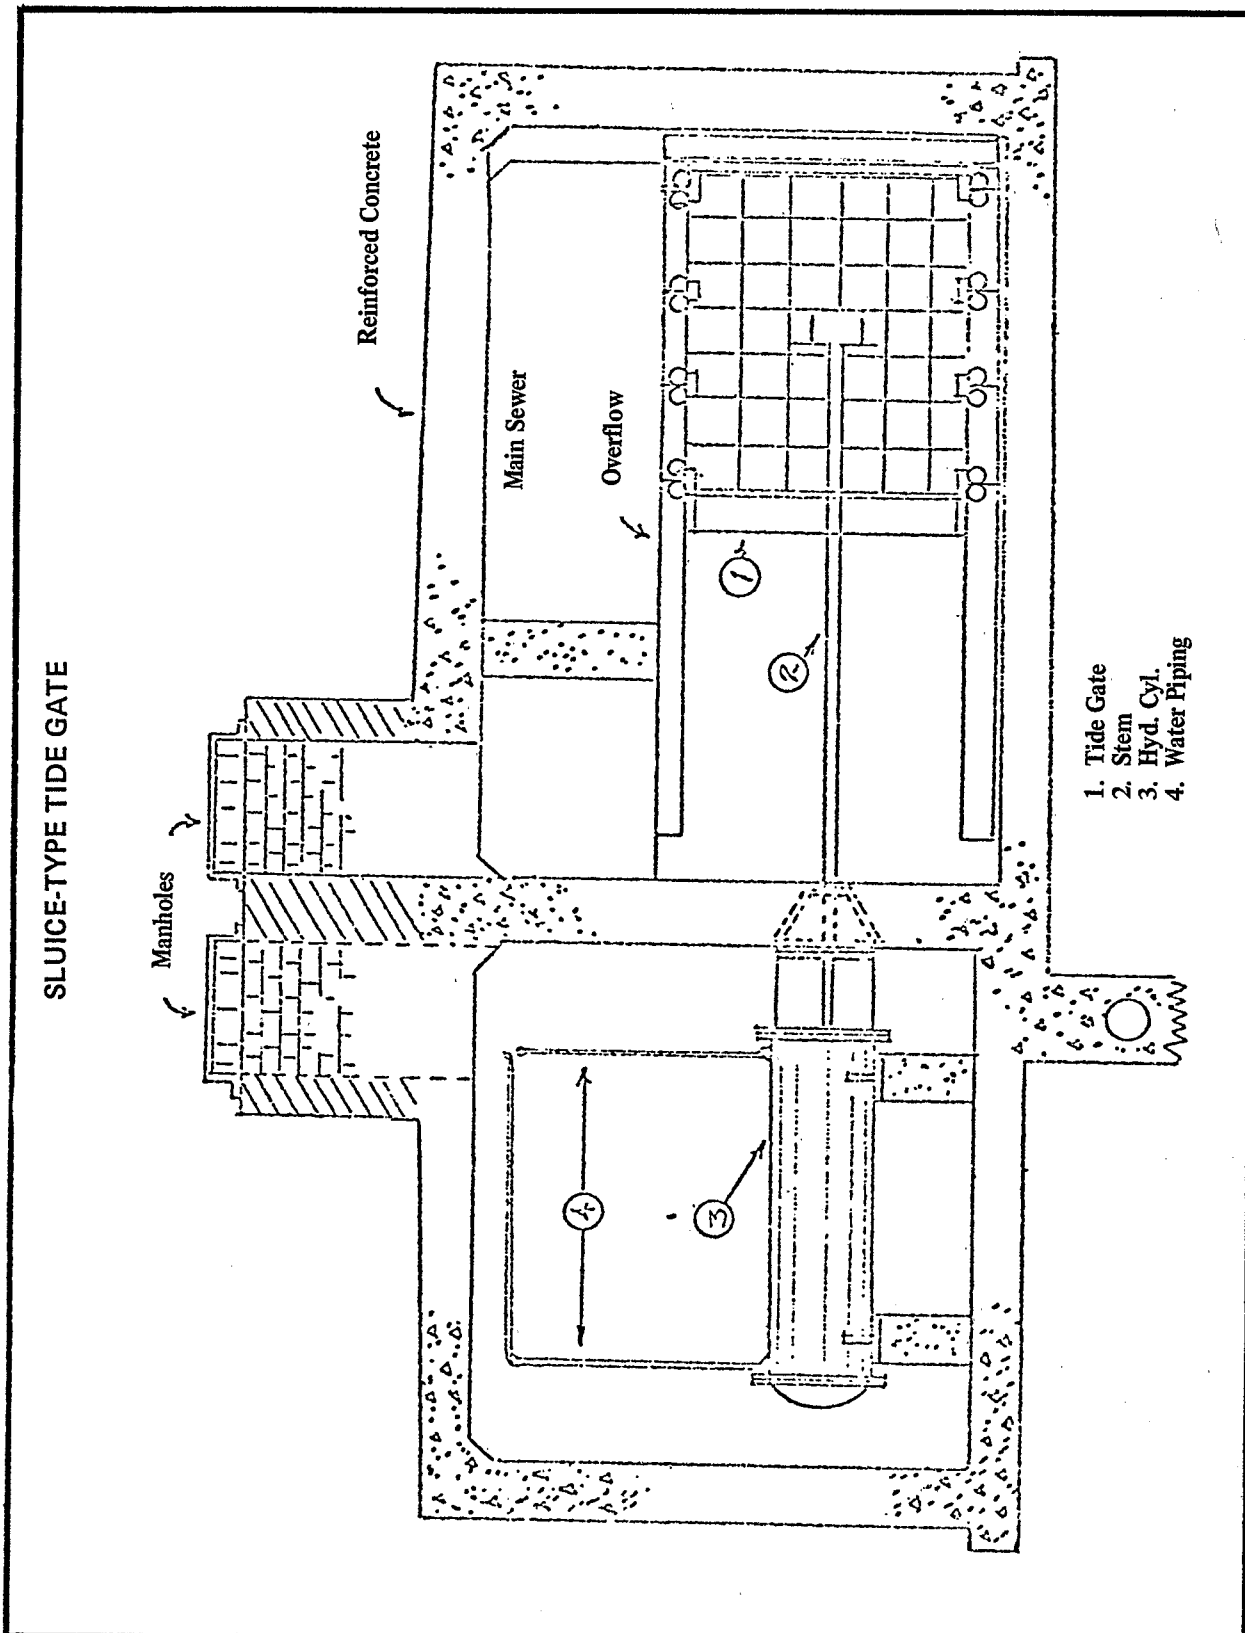 SLUICE-TYPE TIDE GATE
Manholes
Reinforced Concrete
Main Sewer
Overflow
1
2
3
4
1. Tide Gate
2. Stem
3. Hyd. Cyl.
4. Water Piping